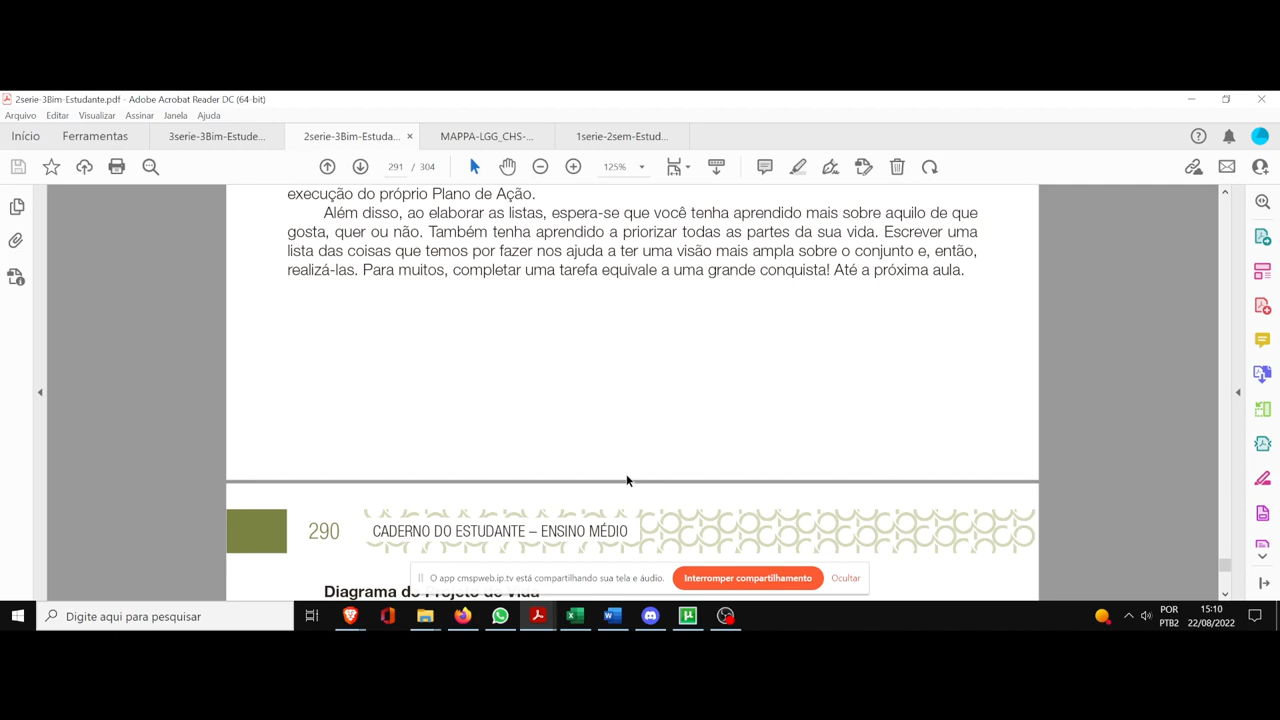 2serie-3Bim-Estudante.pdf - Adobe Acrobat Reader DC (64-bit)
Arquivo Editar Visualizar Assinar Janela Ajuda
Início Ferramentas 3serie-3Bim-Estude... 2serie-3Bim-Estuda... × MAPPA-LGG_CHS-... 1serie-2sem-Estud...
291 / 304 125%
execução do próprio Plano de Ação.
Além disso, ao elaborar as listas, espera-se que você tenha aprendido mais sobre aquilo de que
gosta, quer ou não. Também tenha aprendido a priorizar todas as partes da sua vida. Escrever uma
lista das coisas que temos por fazer nos ajuda a ter uma visão mais ampla sobre o conjunto e, então,
realizá-las. Para muitos, completar uma tarefa equivale a uma grande conquista! Até a próxima aula.
290 CADERNO DO ESTUDANTE – ENSINO MÉDIO
O app cmspweb.ip.tv está compartilhando sua tela e áudio. Interromper compartilhamento Ocultar
Diagrama do Projeto de Vida
Digite aqui para pesquisar
POR 15:10
PTB2 22/08/2022